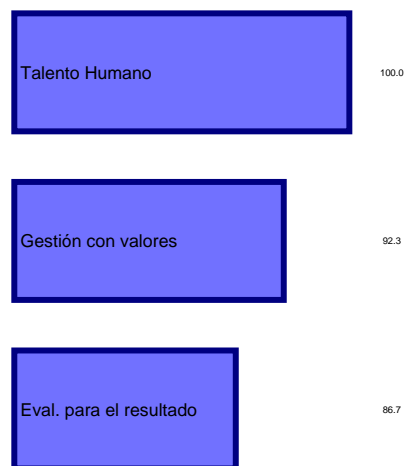 Talento Humano 100.0
Gestión con valores 92.3
Eval. para el resultado 86.7